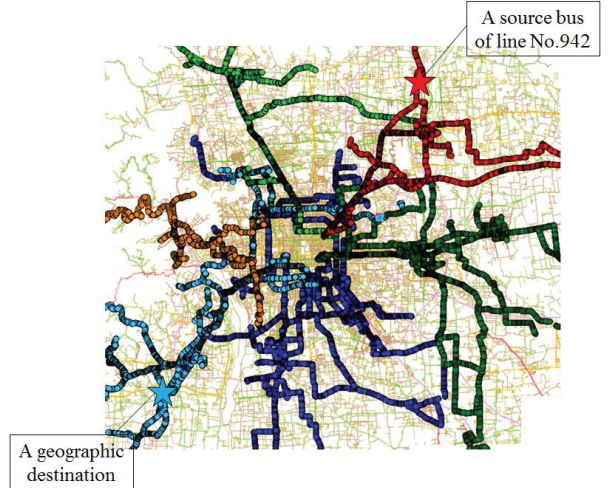 A source bus
of line No.942
A geographic
destination